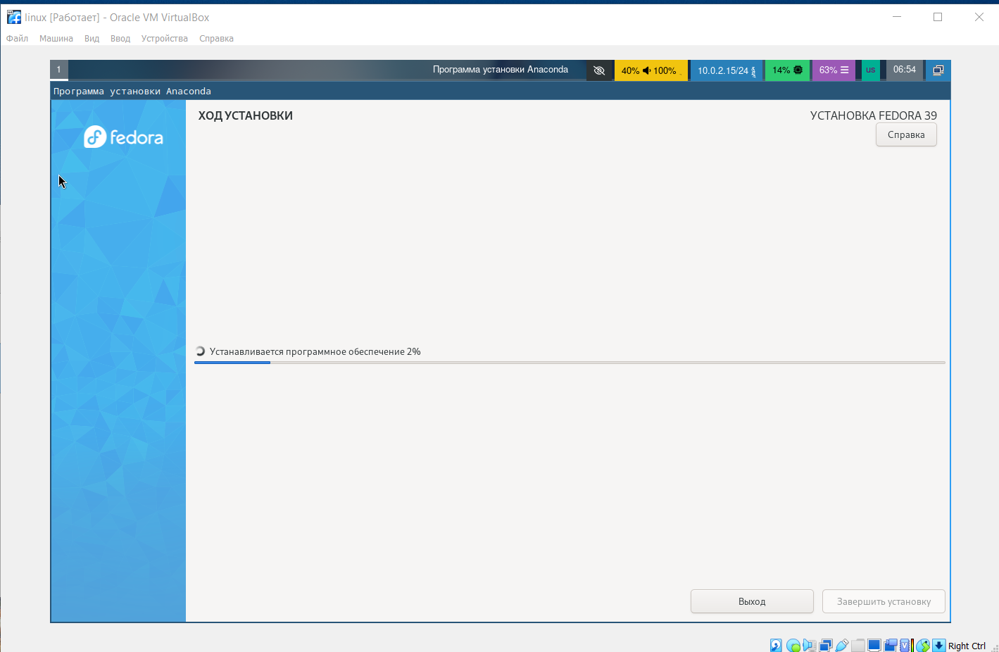 linux [Работает] - Oracle VM VirtualBox
Файл Машина Вид Ввод Устройства Справка
1 Программа установки Anaconda 40% 100% 10.0.2.15/24 14% 63% us 06:54
Программа установки Anaconda
fedora
ХОД УСТАНОВКИ
УСТАНОВКА FEDORA 39
Справка
Устанавливается программное обеспечение 2%
Выход Завершить установку
Right Ctrl